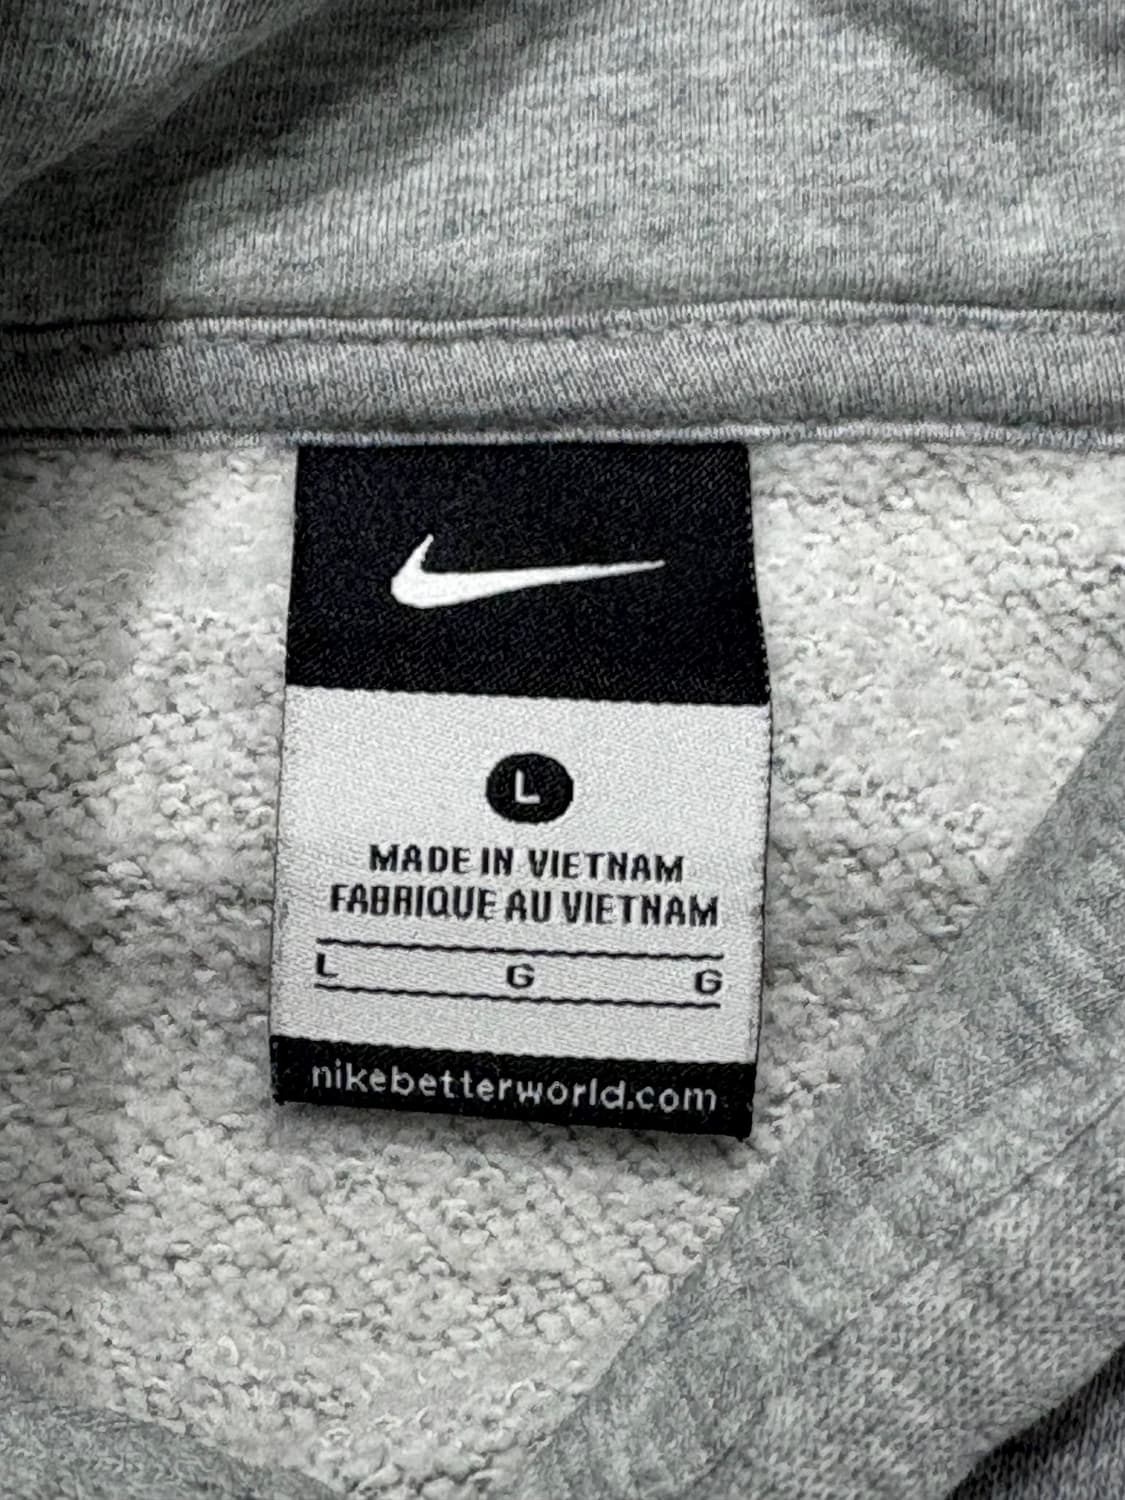 L
MADE IN VIETNAM
FABRIQUE AU VIETNAM
L G G
nikebetterworld.com